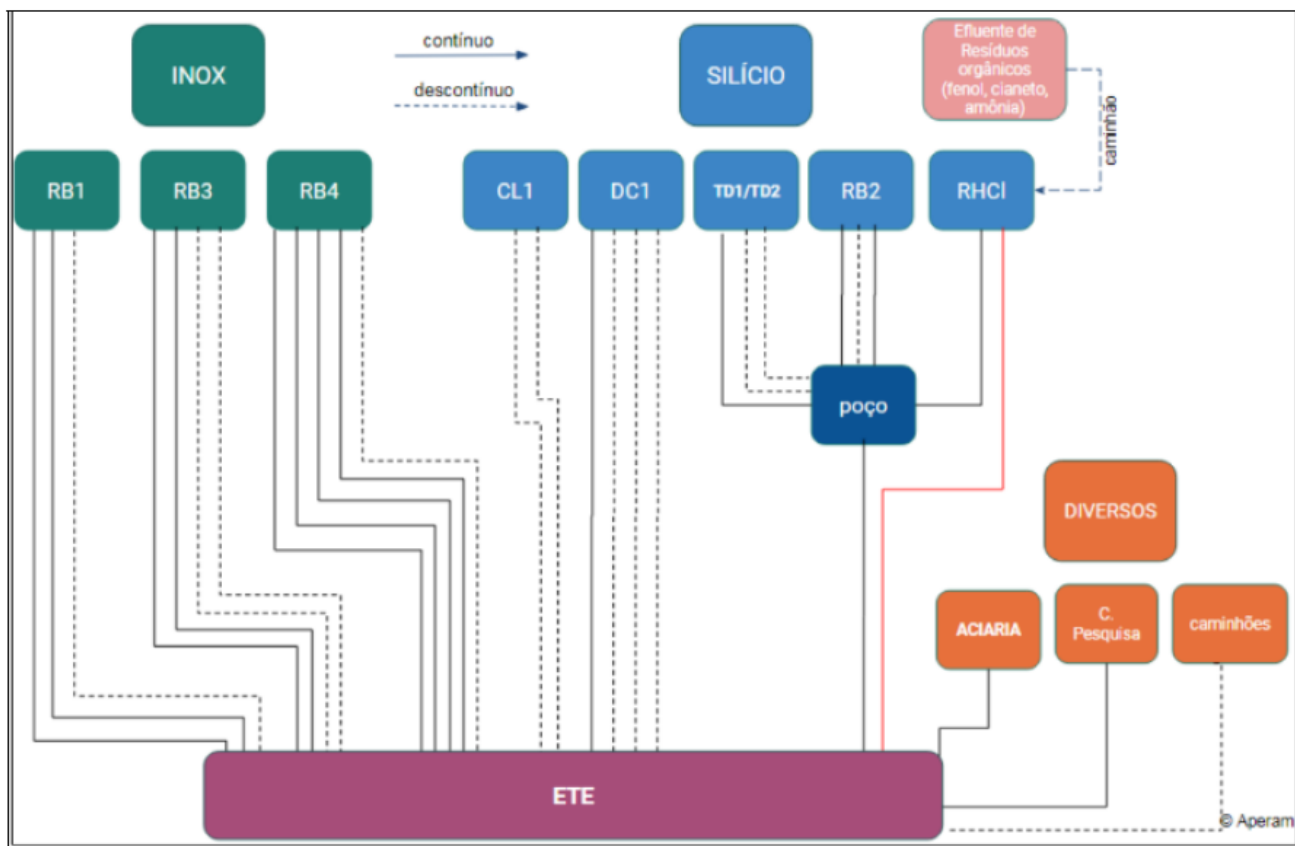 INOX
contínuo
descontínuo
SILÍCIO
Efluente de
Resíduos
orgânicos
(fenol, cianeto,
amônia)
caminhão
RB1
RB3
RB4
CL1
DC1
TD1/TD2
RB2
RHCl
poço
DIVERSOS
ACIARIA
C.
Pesquisa
caminhões
ETE
© Aperam